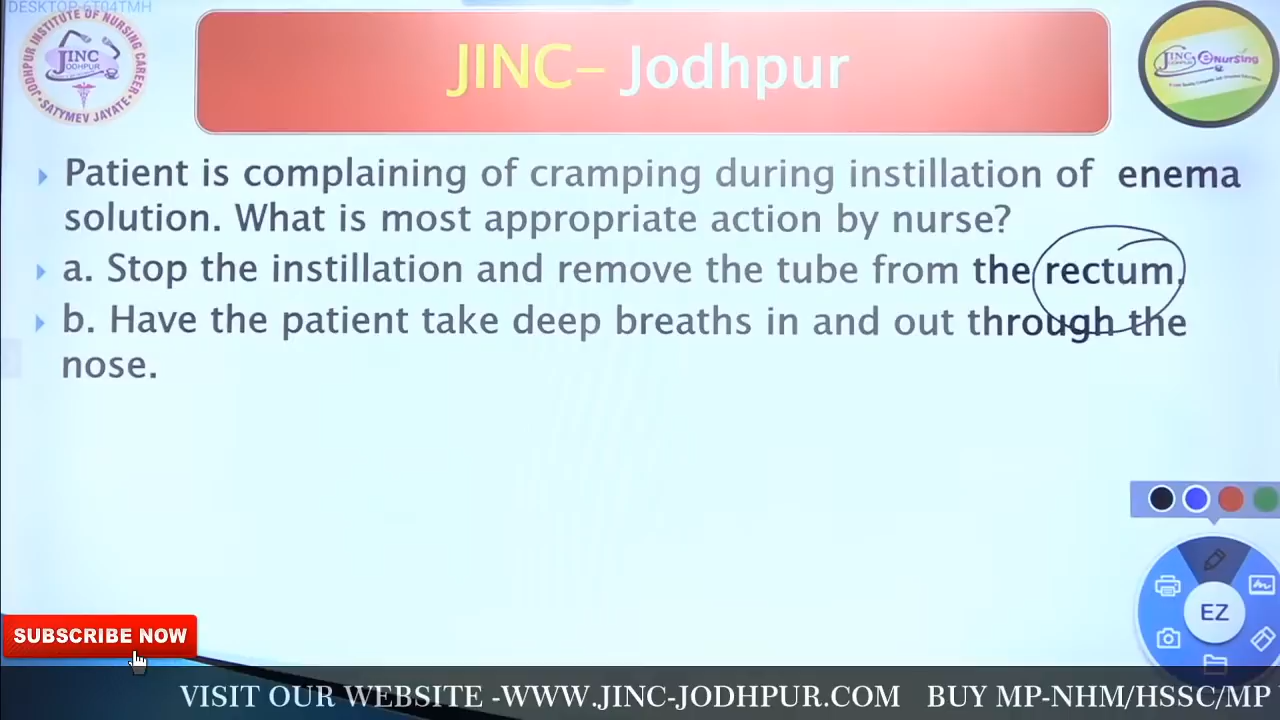 DESKTOP-6T04TMH
JODHPUR INSTITUTE OF NURSING CAREER
JINC
JODHPUR
SATYMEV JAYATE
JINC- Jodhpur
JINC
JODHPUR
eNursing
Patient is complaining of cramping during instillation of enema
solution. What is most appropriate action by nurse?
a. Stop the instillation and remove the tube from the rectum.
b. Have the patient take deep breaths in and out through the
nose.
EZ
SUBSCRIBE NOW
VISIT OUR WEBSITE -WWW.JINC-JODHPUR.COM BUY MP-NHM/HSSC/MP